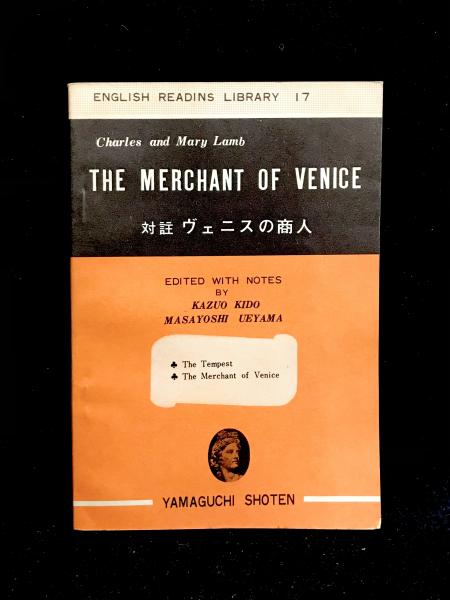 ENGLISH READINS LIBRARY 17
Charles and Mary Lamb
THE MERCHANT OF VENICE
対註 ヴェニスの商人
EDITED WITH NOTES
BY
KAZUO KIDO
MASAYOSHI UEYAMA
♣ The Tempest
♣ The Merchant of Venice
YAMAGUCHI SHOTEN